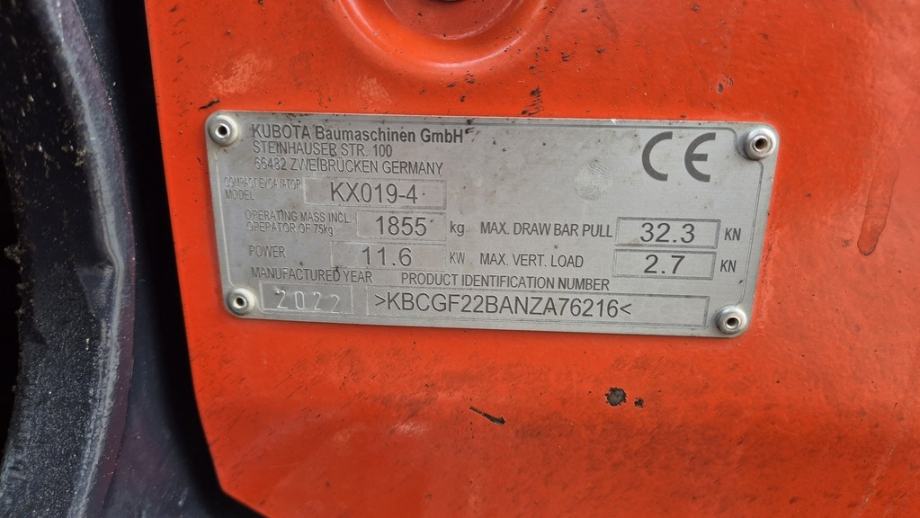 KUBOTA Baumaschinen GmbH
STEINHAUSER STR. 100
66482 ZWEIBRÜCKEN GERMANY
CE
MODEL KX019-4
OPERATING MASS INCL.
OPERATOR OF 75kg 1855 kg MAX. DRAW BAR PULL 32.3 KN
POWER 11.6 KW MAX. VERT. LOAD 2.7 KN
MANUFACTURED YEAR PRODUCT IDENTIFICATION NUMBER
2022 >KBCGF22BANZA76216<